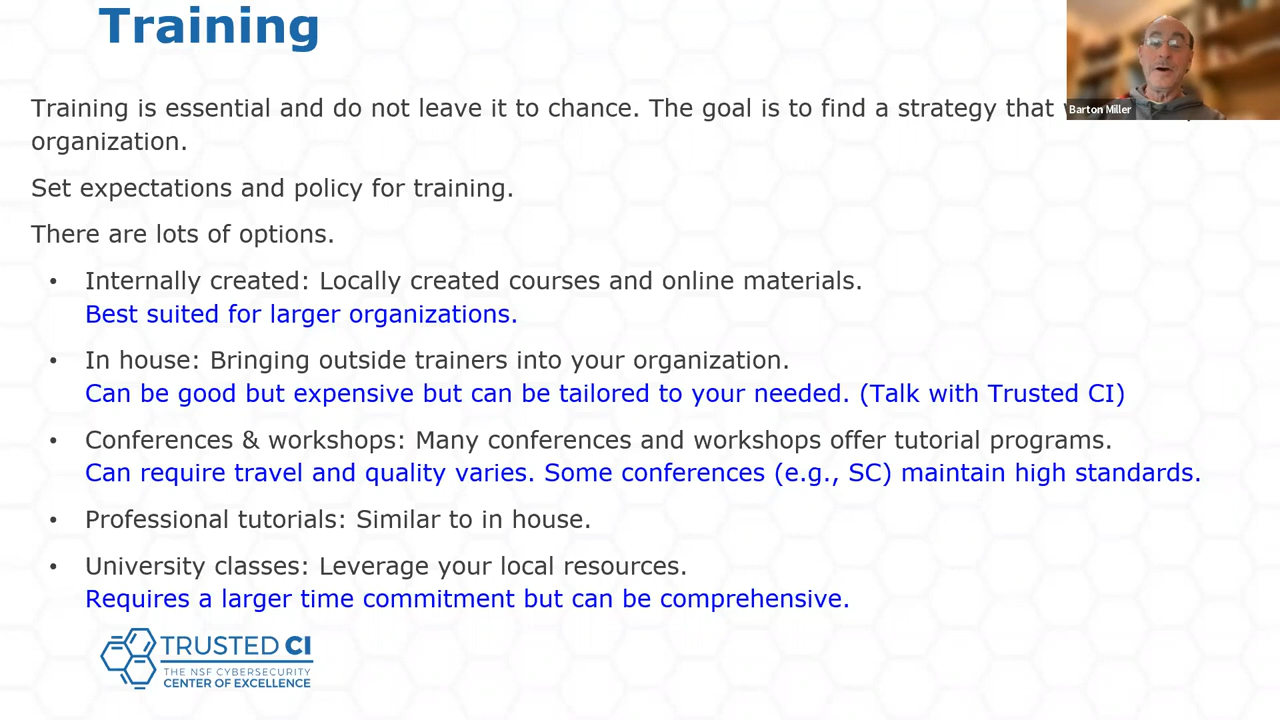 Training
Training is essential and do not leave it to chance. The goal is to find a strategy that
organization.
Set expectations and policy for training.
There are lots of options.
• Internally created: Locally created courses and online materials.
Best suited for larger organizations.
• In house: Bringing outside trainers into your organization.
Can be good but expensive but can be tailored to your needed. (Talk with Trusted CI)
• Conferences & workshops: Many conferences and workshops offer tutorial programs.
Can require travel and quality varies. Some conferences (e.g., SC) maintain high standards.
• Professional tutorials: Similar to in house.
• University classes: Leverage your local resources.
Requires a larger time commitment but can be comprehensive.
TRUSTED CI
THE NSF CYBERSECURITY
CENTER OF EXCELLENCE
Barton Miller